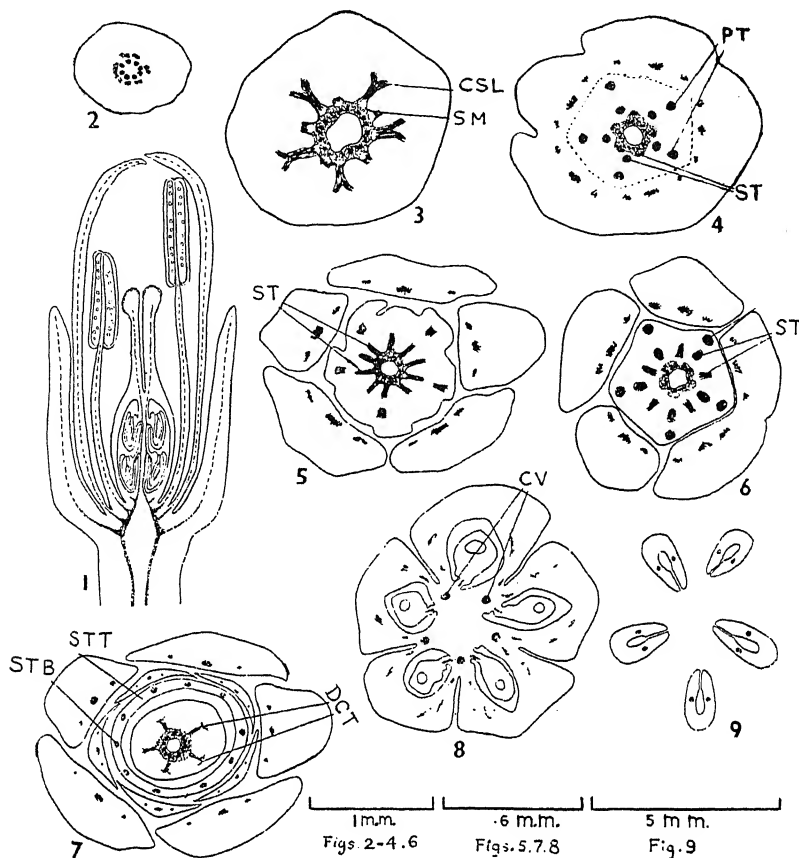 2
CSL
SM
3
PT
ST
4
1
ST
5
ST
6
CV
8
9
STT
STB
DCT
7
1 m.m.
Figs. 2-4.6
.6 m.m.
Figs. 5.7.8
5 m m.
Fig. 9